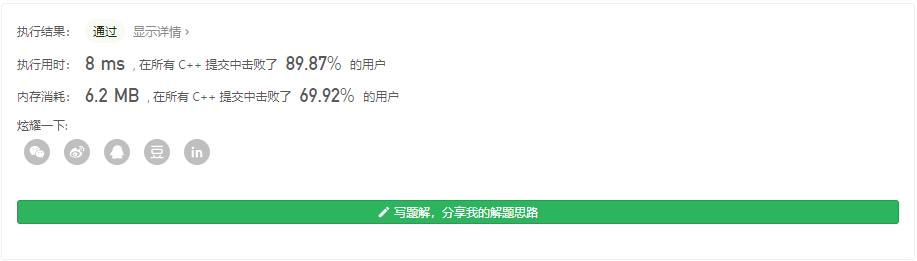 执行结果： 通过 显示详情 ›
执行用时： 8 ms ，在所有 C++ 提交中击败了 89.87% 的用户
内存消耗： 6.2 MB ，在所有 C++ 提交中击败了 69.92% 的用户
炫耀一下:
豆 in
写题解，分享我的解题思路